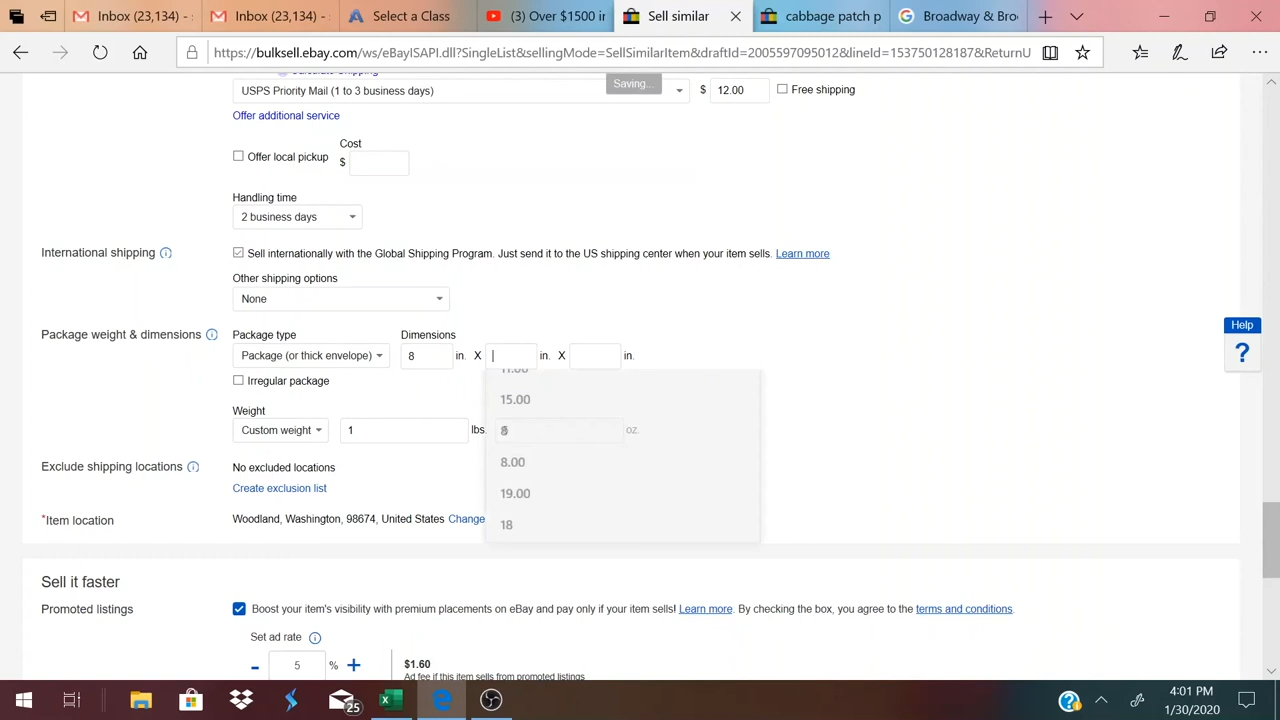 Inbox (23,134) -
Inbox (23,134) -
Select a Class
(3) Over $1500 in
Sell similar
cabbage patch p
Broadway & Bro
https://bulksell.ebay.com/ws/eBayISAPI.dll?SingleList&sellingMode=SellSimilarItem&draftId=2005597095012&lineId=153750128187&ReturnU
Saving...
USPS Priority Mail (1 to 3 business days)
$ 12.00
Free shipping
Offer additional service
Cost
Offer local pickup
$
Handling time
2 business days
International shipping
Sell internationally with the Global Shipping Program. Just send it to the US shipping center when your item sells. Learn more
Other shipping options
None
Package weight & dimensions
Package type
Dimensions
Package (or thick envelope)
8 in. X in. X in.
Irregular package
11.00
15.00
8.00
19.00
18
Weight
Custom weight
1 lbs.
oz.
Exclude shipping locations
No excluded locations
Create exclusion list
*Item location
Woodland, Washington, 98674, United States Change
Help
?
Sell it faster
Promoted listings
Boost your item's visibility with premium placements on eBay and pay only if your item sells! Learn more. By checking the box, you agree to the terms and conditions.
Set ad rate
- 5 % +
$1.60
Ad fee if this item sells from promoted listings
25
4:01 PM
1/30/2020